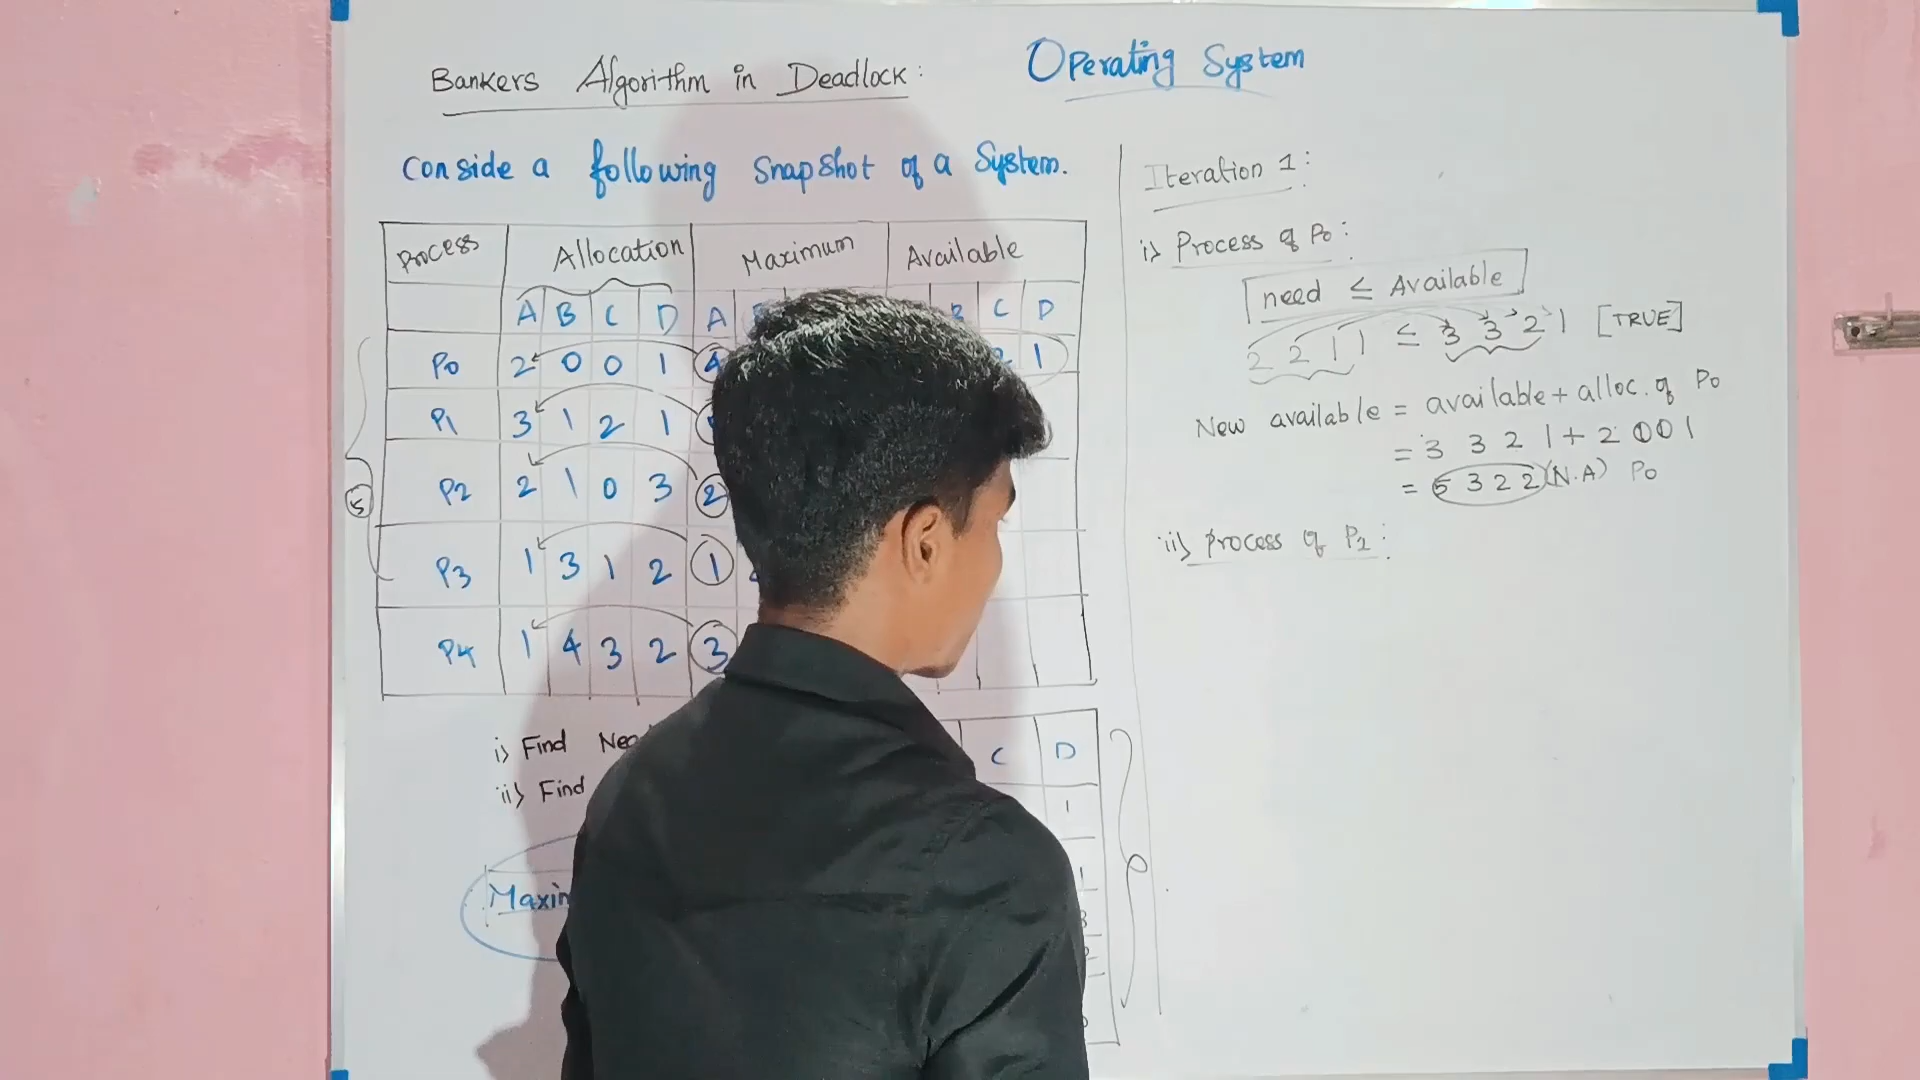 Bankers Algorithm in Deadlock:
Operating System
Conside a following Snapshot of a System.
Process Allocation Maximum Available
A B C D A B C D
P0 2 0 0 1 4 2 1
P1 3 1 2 1
P2 2 1 0 3 2
P3 1 3 1 2 1
P4 1 4 3 2 3
5
i) Find
ii) Find
C D
1
1
Iteration 1:
i) Process of P0:
need ≤ Available
2 2 1 1 ≤ 3 3 2 1 [TRUE]
New available = available + alloc. of P0
= 3 3 2 1 + 2 0 0 1
= 5 3 2 2 (N.A) P0
ii) process of P2: